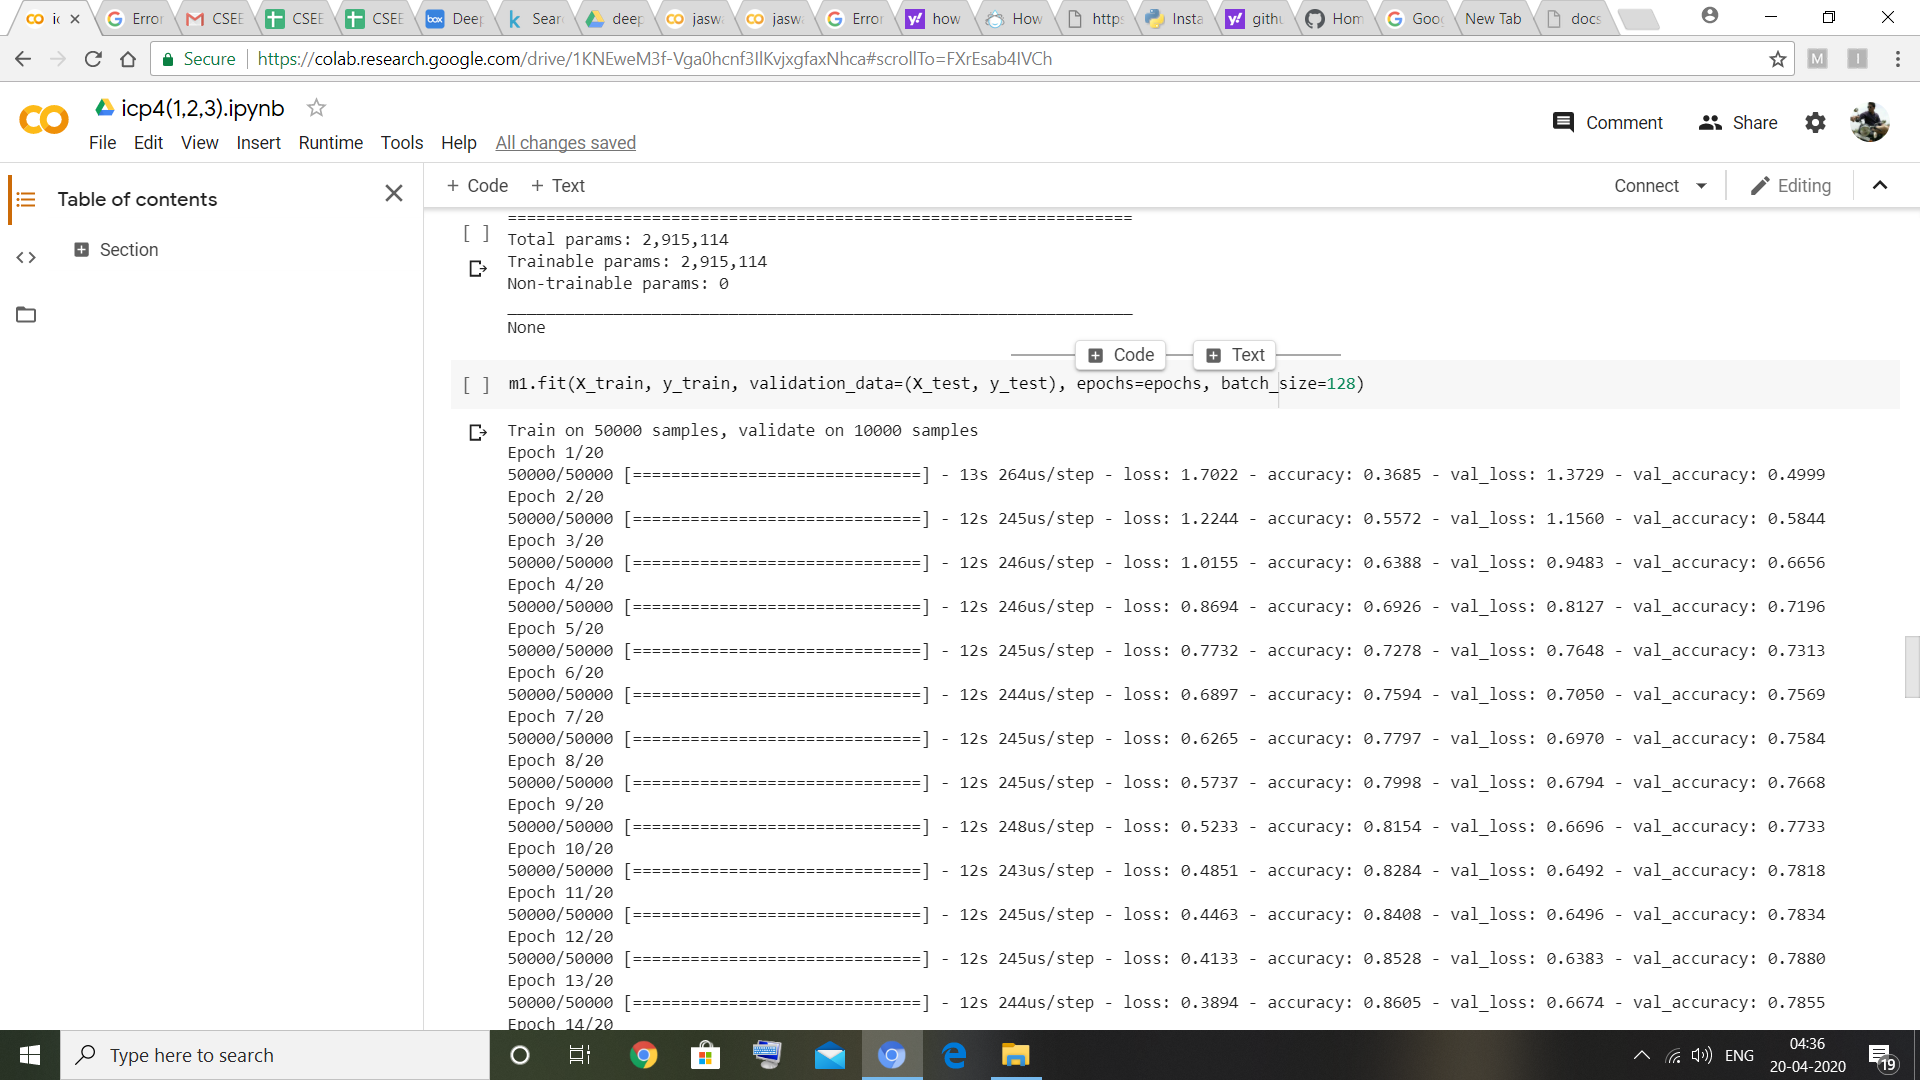 ic Error CSEE CSEE CSEE box Deep Sear deep jasw jasw Error how How https Insta gith Hom Goog New Tab docs
Secure https://colab.research.google.com/drive/1KNEweM3f-Vga0hcnf3IlKvjxgfaxNhca#scrollTo=FXrEsab4IVCh M I
icp4(1,2,3).ipynb
Comment Share
File Edit View Insert Runtime Tools Help All changes saved
Table of contents
+ Code + Text
Connect Editing
Section
=================================================================
[ ] Total params: 2,915,114
Trainable params: 2,915,114
Non-trainable params: 0
_________________________________________________________________
None
Code Text
[ ] m1.fit(X_train, y_train, validation_data=(X_test, y_test), epochs=epochs, batch_size=128)
Train on 50000 samples, validate on 10000 samples
Epoch 1/20
50000/50000 [==============================] - 13s 264us/step - loss: 1.7022 - accuracy: 0.3685 - val_loss: 1.3729 - val_accuracy: 0.4999
Epoch 2/20
50000/50000 [==============================] - 12s 245us/step - loss: 1.2244 - accuracy: 0.5572 - val_loss: 1.1560 - val_accuracy: 0.5844
Epoch 3/20
50000/50000 [==============================] - 12s 246us/step - loss: 1.0155 - accuracy: 0.6388 - val_loss: 0.9483 - val_accuracy: 0.6656
Epoch 4/20
50000/50000 [==============================] - 12s 246us/step - loss: 0.8694 - accuracy: 0.6926 - val_loss: 0.8127 - val_accuracy: 0.7196
Epoch 5/20
50000/50000 [==============================] - 12s 245us/step - loss: 0.7732 - accuracy: 0.7278 - val_loss: 0.7648 - val_accuracy: 0.7313
Epoch 6/20
50000/50000 [==============================] - 12s 244us/step - loss: 0.6897 - accuracy: 0.7594 - val_loss: 0.7050 - val_accuracy: 0.7569
Epoch 7/20
50000/50000 [==============================] - 12s 245us/step - loss: 0.6265 - accuracy: 0.7797 - val_loss: 0.6970 - val_accuracy: 0.7584
Epoch 8/20
50000/50000 [==============================] - 12s 245us/step - loss: 0.5737 - accuracy: 0.7998 - val_loss: 0.6794 - val_accuracy: 0.7668
Epoch 9/20
50000/50000 [==============================] - 12s 248us/step - loss: 0.5233 - accuracy: 0.8154 - val_loss: 0.6696 - val_accuracy: 0.7733
Epoch 10/20
50000/50000 [==============================] - 12s 243us/step - loss: 0.4851 - accuracy: 0.8284 - val_loss: 0.6492 - val_accuracy: 0.7818
Epoch 11/20
50000/50000 [==============================] - 12s 245us/step - loss: 0.4463 - accuracy: 0.8408 - val_loss: 0.6496 - val_accuracy: 0.7834
Epoch 12/20
50000/50000 [==============================] - 12s 245us/step - loss: 0.4133 - accuracy: 0.8528 - val_loss: 0.6383 - val_accuracy: 0.7880
Epoch 13/20
50000/50000 [==============================] - 12s 244us/step - loss: 0.3894 - accuracy: 0.8605 - val_loss: 0.6674 - val_accuracy: 0.7855
Epoch 14/20
Type here to search
ENG
04:36
20-04-2020
19